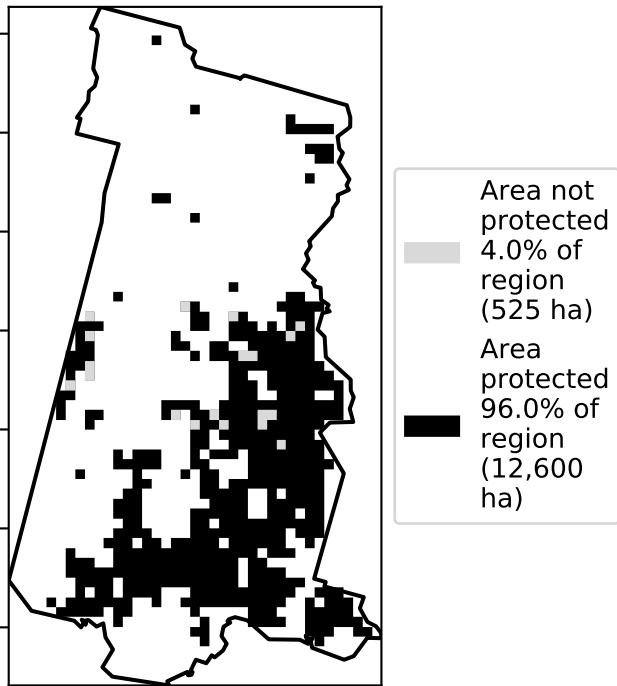 Area not
protected
4.0% of
region
(525 ha)
Area
protected
96.0% of
region
(12,600
ha)